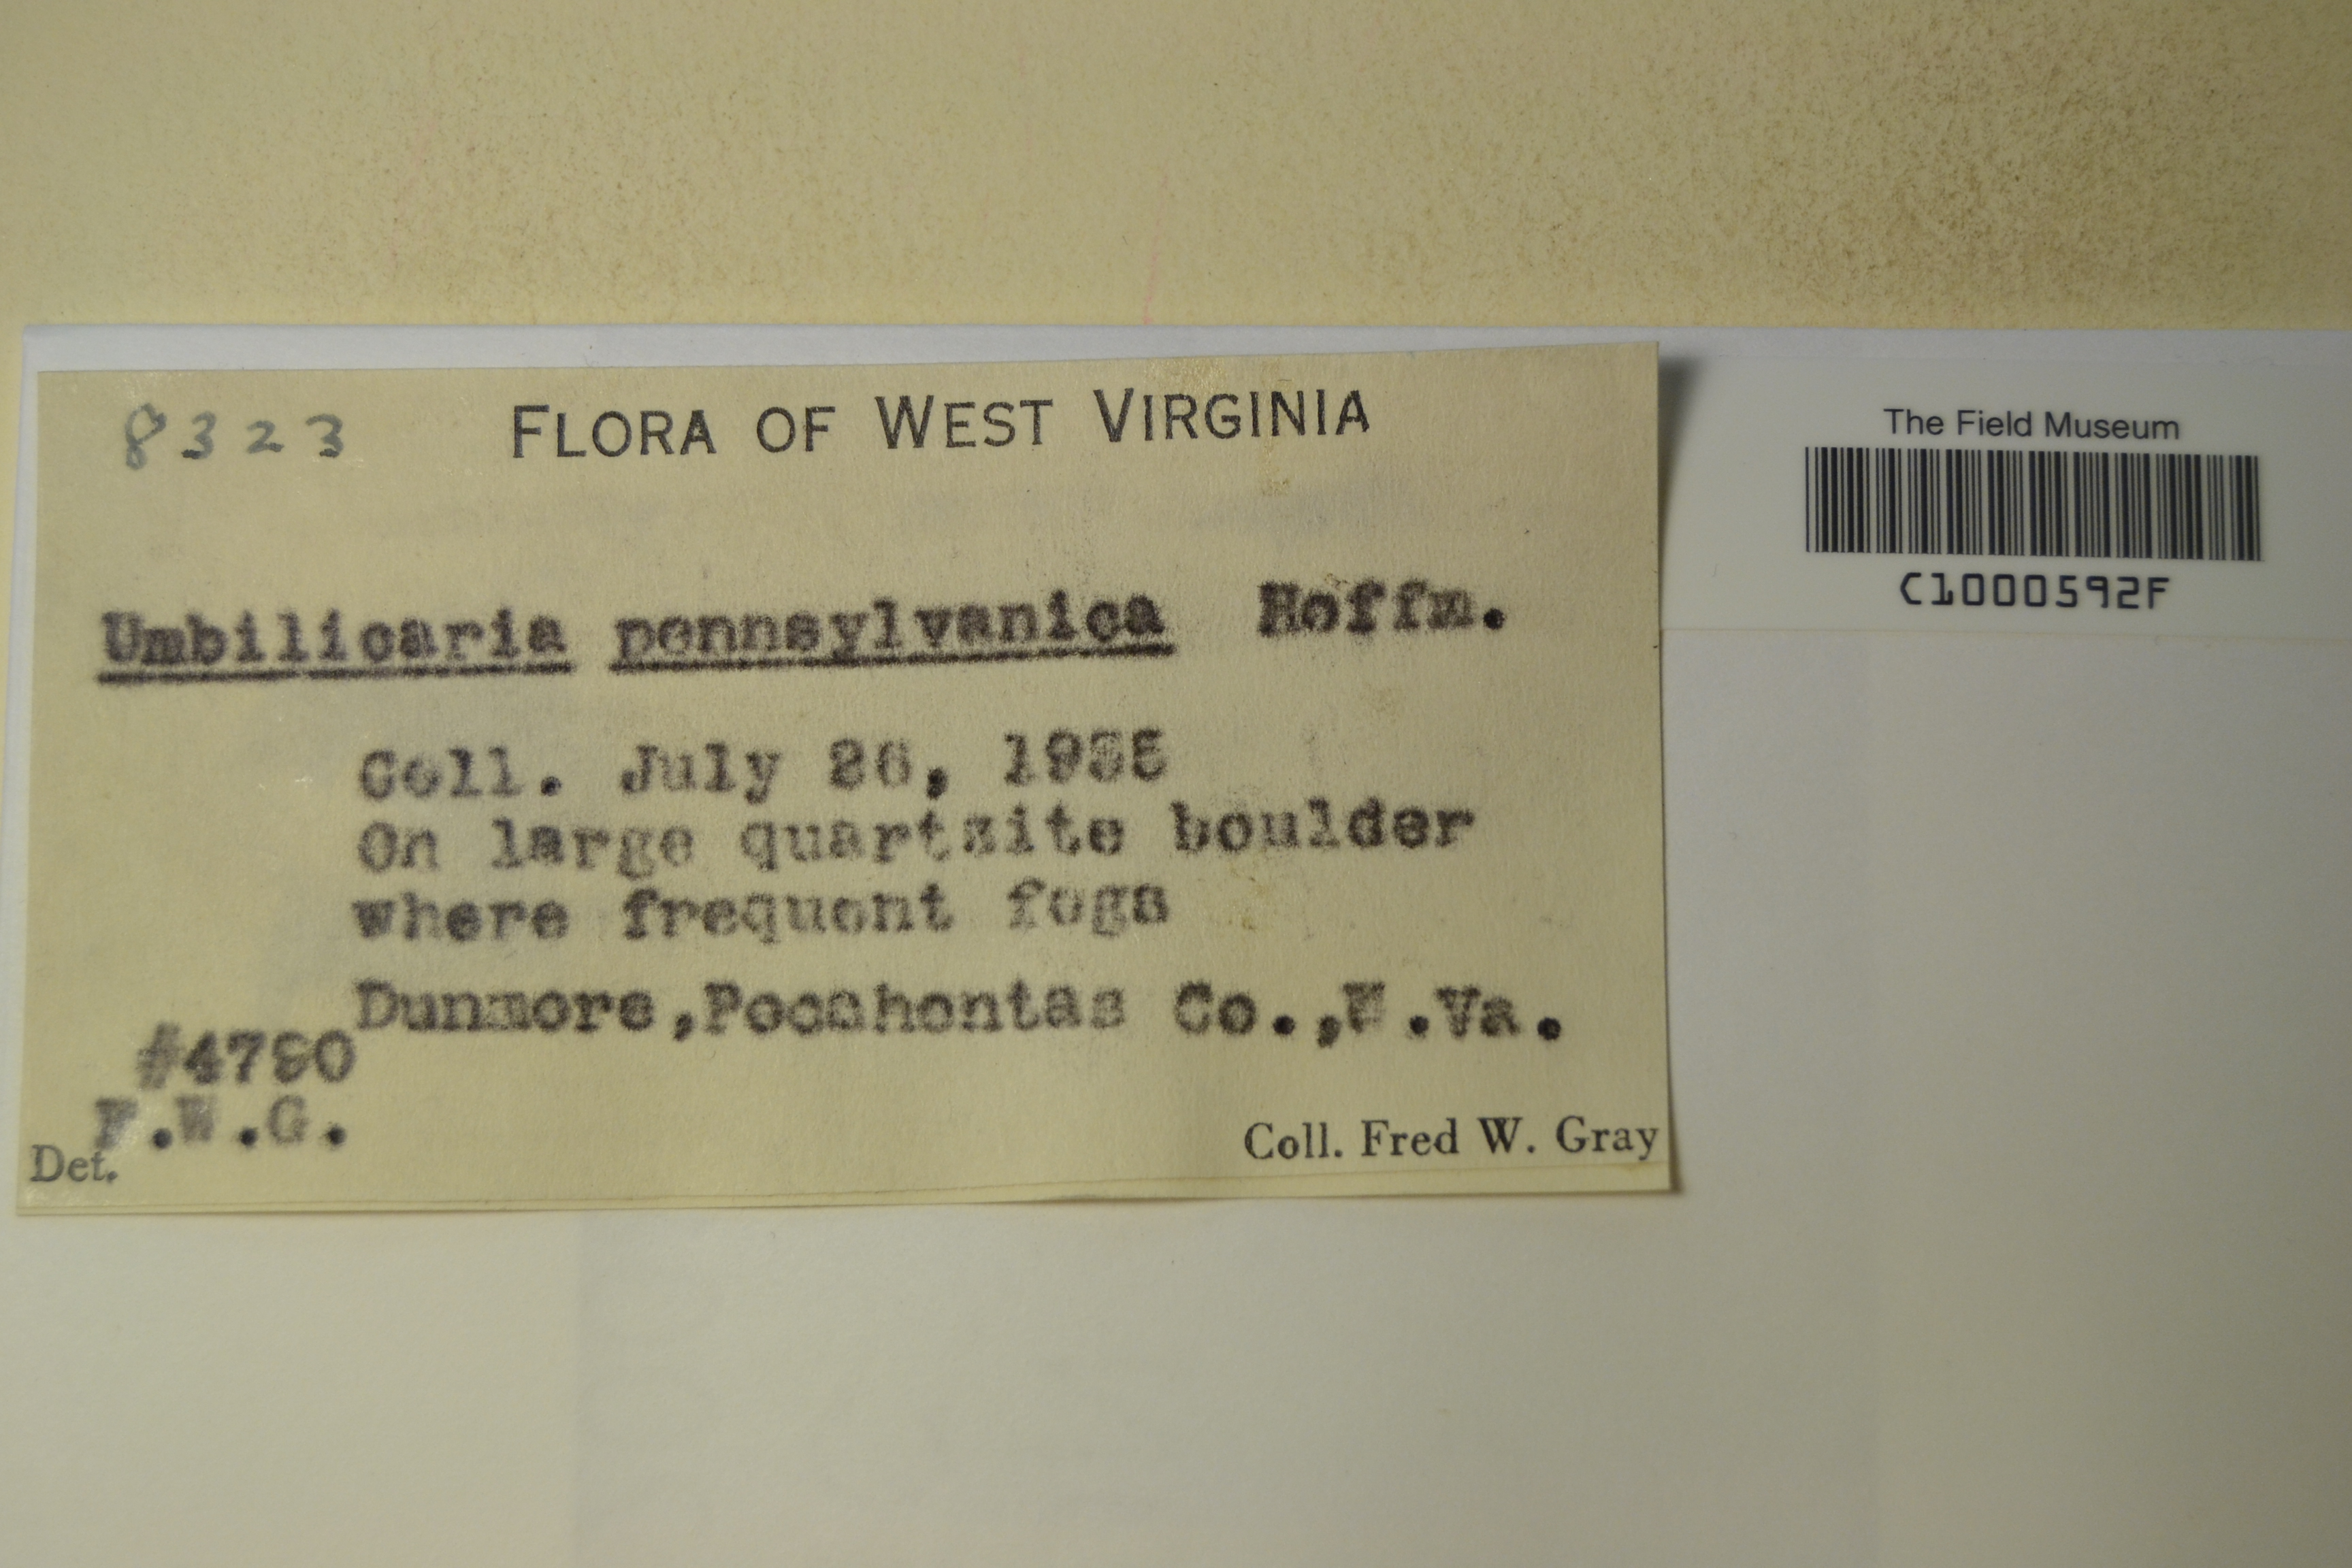 8323 FLORA OF WEST VIRGINIA
Umbilicaria pennsylvanica Hoffm.
Coll. July 26, 1935
On large quartzite boulder
where frequent fogs
Dunmore,Pocahontas Co.,W.Va.
#4790
F.W.G.
Det.
Coll. Fred W. Gray
The Field Museum
C1000592F